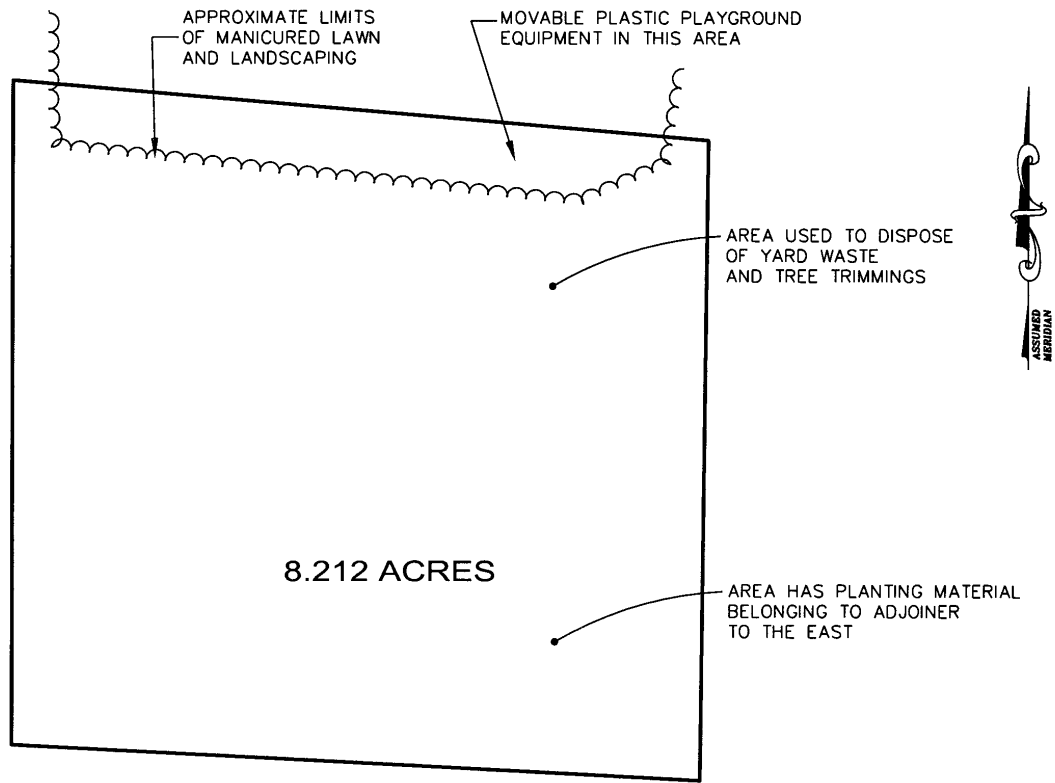 APPROXIMATE LIMITS
OF MANICURED LAWN
AND LANDSCAPING
MOVABLE PLASTIC PLAYGROUND
EQUIPMENT IN THIS AREA
AREA USED TO DISPOSE
OF YARD WASTE
AND TREE TRIMMINGS
ASSUMED
MERIDIAN
8.212 ACRES
AREA HAS PLANTING MATERIAL
BELONGING TO ADJOINER
TO THE EAST